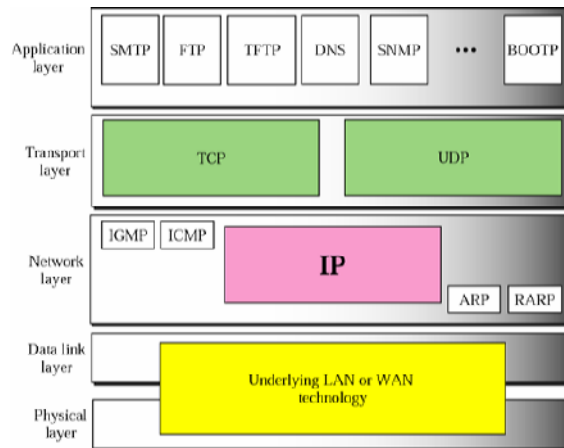 Application
layer
SMTP FTP TFTP DNS SNMP ••• BOOTP
Transport
layer
TCP UDP
IGMP ICMP
Network
layer
IP
ARP RARP
Data link
layer
Underlying LAN or WAN
technology
Physical
layer